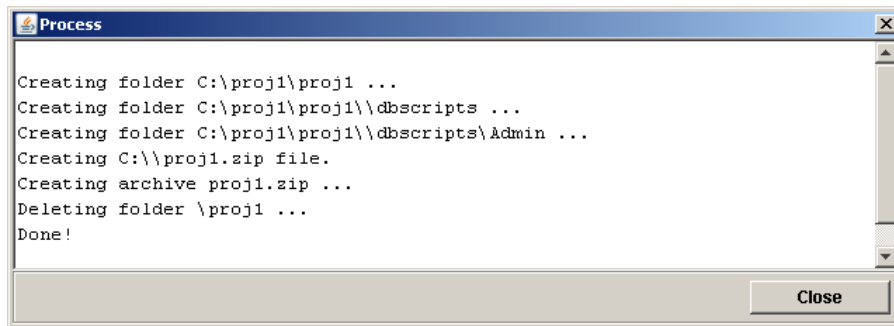 Process
Creating folder C:\proj1\proj1 ...
Creating folder C:\proj1\proj1\\dbscripts ...
Creating folder C:\proj1\proj1\\dbscripts\Admin ...
Creating C:\\proj1.zip file.
Creating archive proj1.zip ...
Deleting folder \proj1 ...
Done!
Close